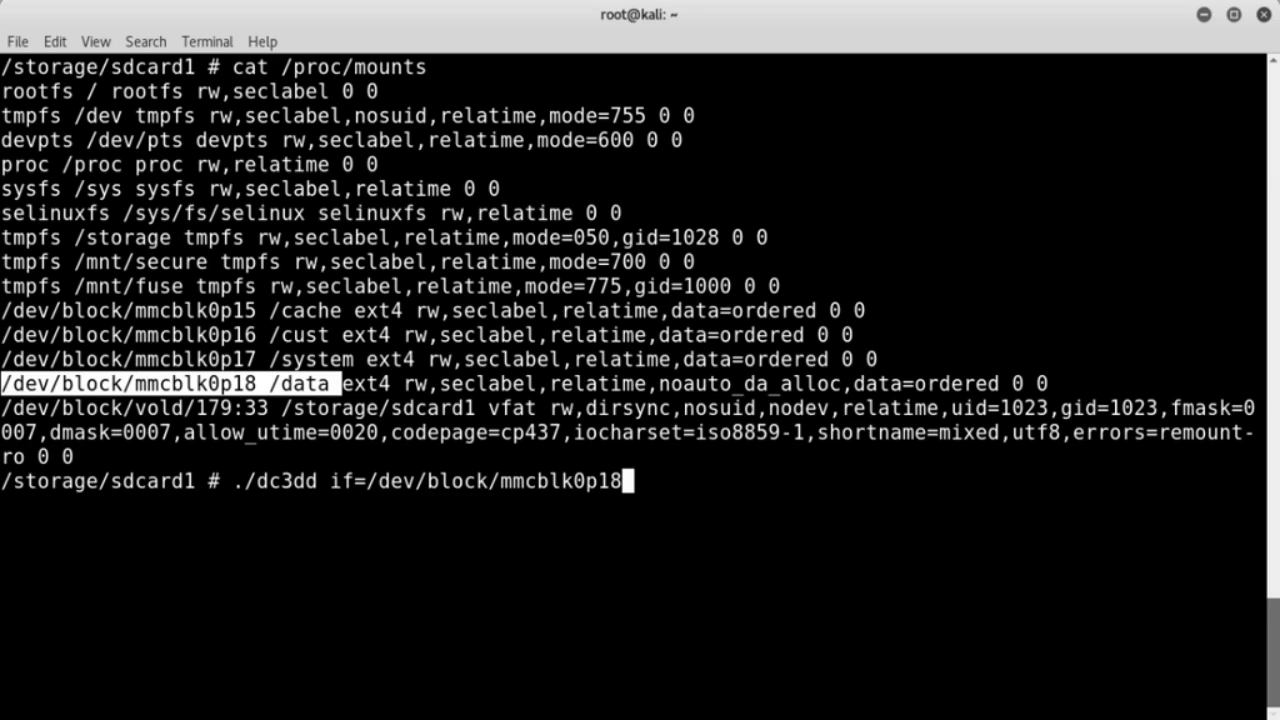 root@kali: ~
File Edit View Search Terminal Help
/storage/sdcard1 # cat /proc/mounts
rootfs / rootfs rw,seclabel 0 0
tmpfs /dev tmpfs rw,seclabel,nosuid,relatime,mode=755 0 0
devpts /dev/pts devpts rw,seclabel,relatime,mode=600 0 0
proc /proc proc rw,relatime 0 0
sysfs /sys sysfs rw,seclabel,relatime 0 0
selinuxfs /sys/fs/selinux selinuxfs rw,relatime 0 0
tmpfs /storage tmpfs rw,seclabel,relatime,mode=050,gid=1028 0 0
tmpfs /mnt/secure tmpfs rw,seclabel,relatime,mode=700 0 0
tmpfs /mnt/fuse tmpfs rw,seclabel,relatime,mode=775,gid=1000 0 0
/dev/block/mmcblk0p15 /cache ext4 rw,seclabel,relatime,data=ordered 0 0
/dev/block/mmcblk0p16 /cust ext4 rw,seclabel,relatime,data=ordered 0 0
/dev/block/mmcblk0p17 /system ext4 rw,seclabel,relatime,data=ordered 0 0
/dev/block/mmcblk0p18 /data ext4 rw,seclabel,relatime,noauto_da_alloc,data=ordered 0 0
/dev/block/vold/179:33 /storage/sdcard1 vfat rw,dirsync,nosuid,nodev,relatime,uid=1023,gid=1023,fmask=0
007,dmask=0007,allow_utime=0020,codepage=cp437,iocharset=iso8859-1,shortname=mixed,utf8,errors=remount-
ro 0 0
/storage/sdcard1 # ./dc3dd if=/dev/block/mmcblk0p18